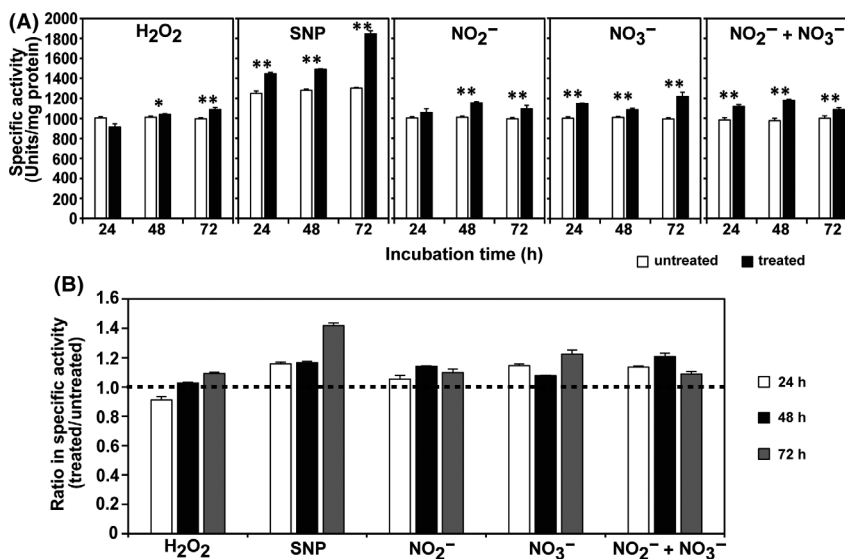 (A)
Specific activity
(Units/mg protein)
2000
1800
1600
1400
1200
1000
800
600
400
200
0
H₂O₂ SNP NO₂⁻ NO₃⁻ NO₂⁻ + NO₃⁻
* ** ** ** ** ** ** ** ** ** ** ** **
24 48 72 24 48 72 24 48 72 24 48 72 24 48 72
Incubation time (h)
untreated treated
(B)
Ratio in specific activity
(treated/untreated)
1.6
1.4
1.2
1.0
0.8
0.6
0.4
0.2
0
24 h
48 h
72 h
H₂O₂ SNP NO₂⁻ NO₃⁻ NO₂⁻ + NO₃⁻